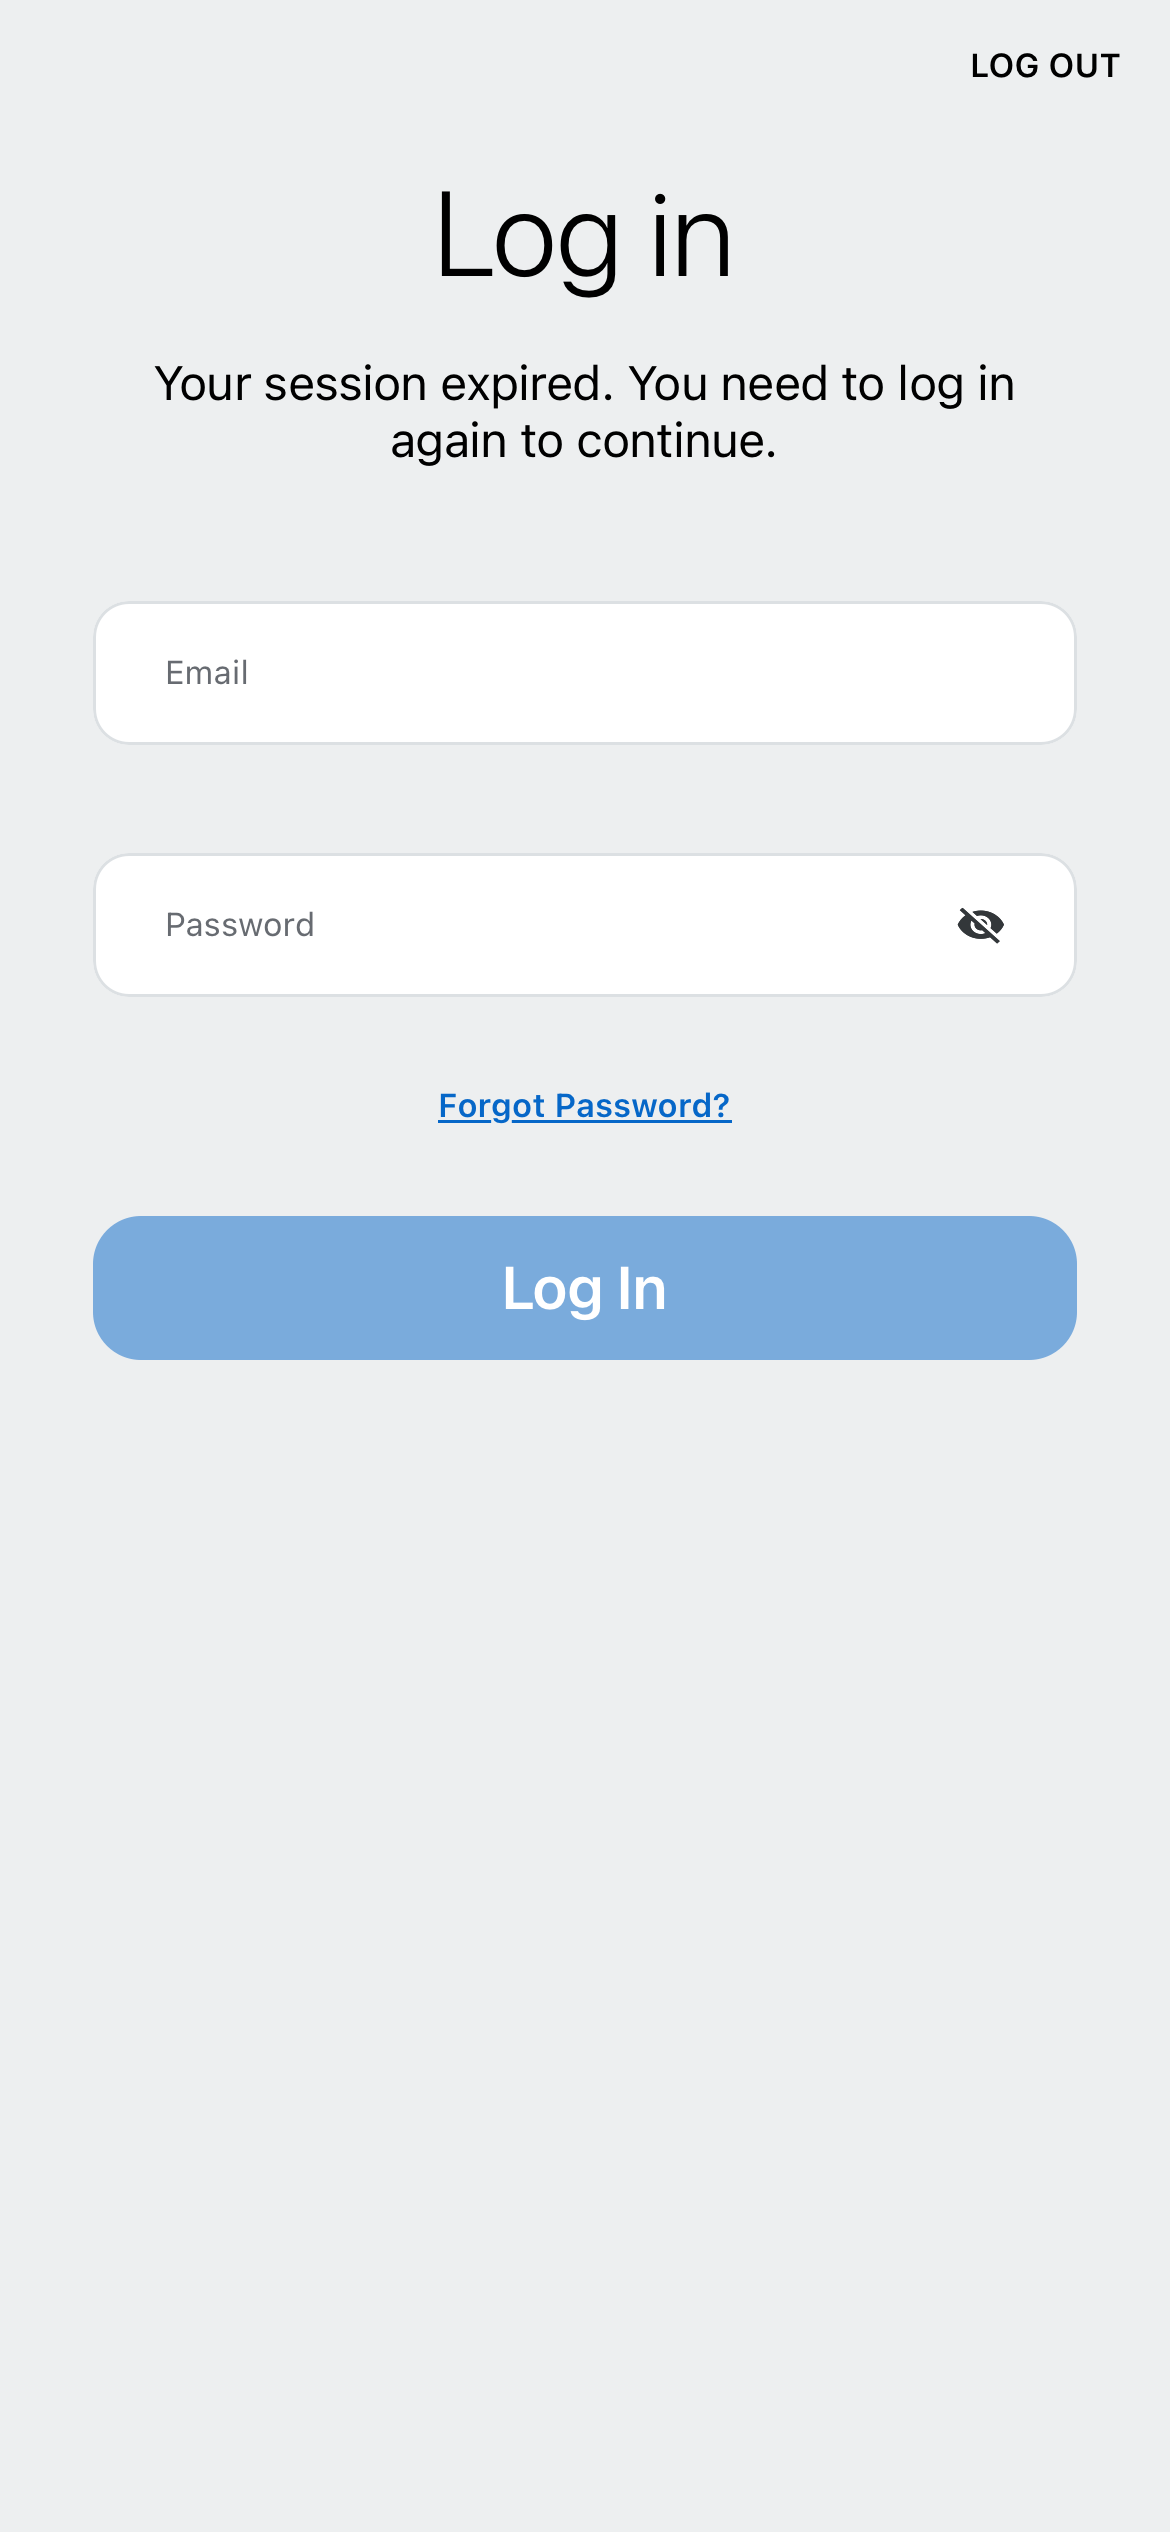 LOG OUT
Log in
Your session expired. You need to log in
again to continue.
Email
Password
Forgot Password?
Log In